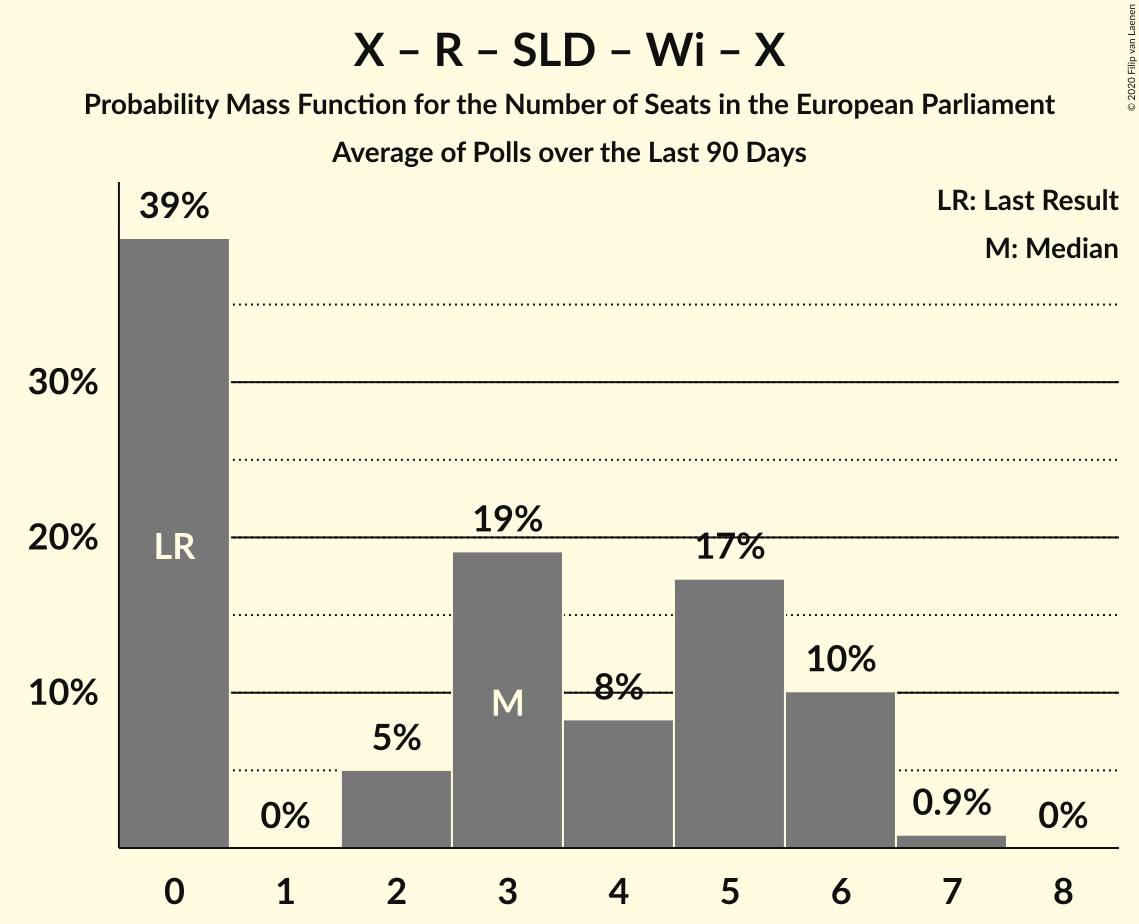 X – R – SLD – Wi – X
Probability Mass Function for the Number of Seats in the European Parliament
Average of Polls over the Last 90 Days
© 2020 Filip van Laenen
LR: Last Result
M: Median
39%
30%
20%
10%
LR
0%
5%
19%
M
8%
17%
10%
0.9%
0%
0 1 2 3 4 5 6 7 8